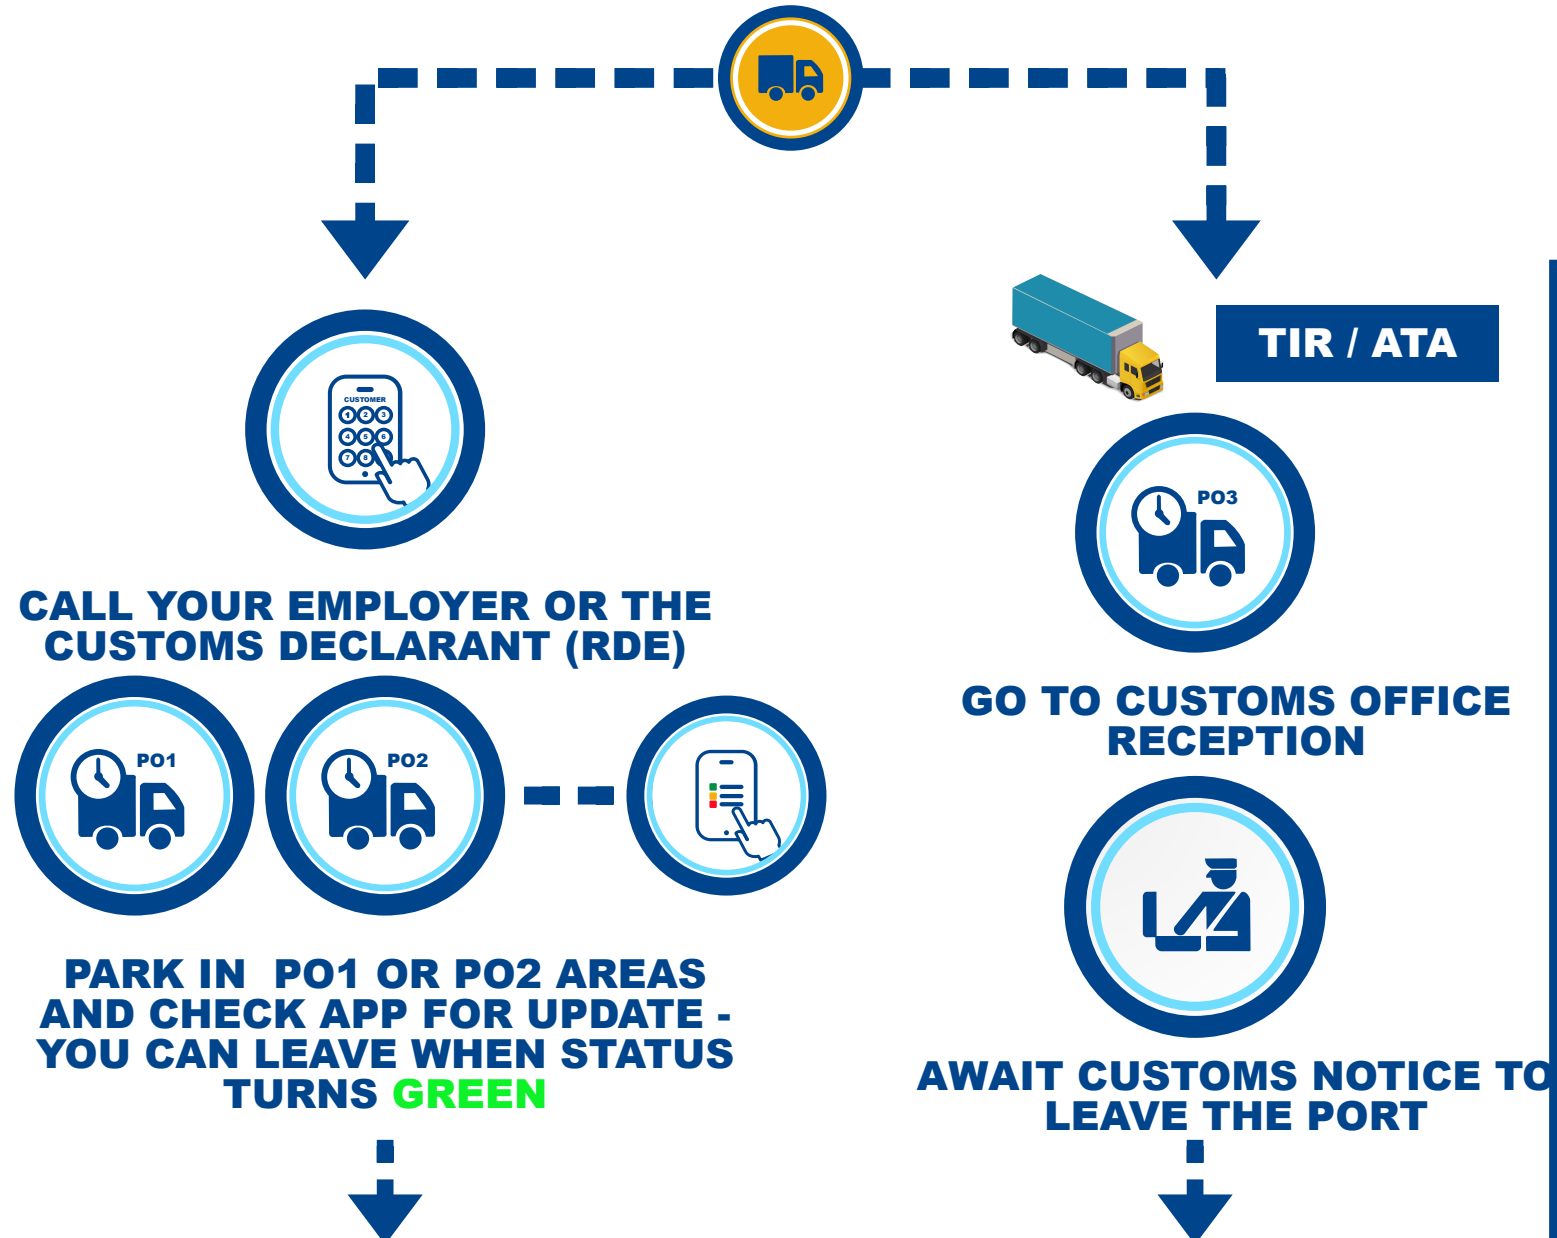 CUSTOMER
1 2 3
4 5 6
7 8
CALL YOUR EMPLOYER OR THE
CUSTOMS DECLARANT (RDE)
PO1
PO2
PARK IN PO1 OR PO2 AREAS
AND CHECK APP FOR UPDATE -
YOU CAN LEAVE WHEN STATUS
TURNS GREEN
TIR / ATA
PO3
GO TO CUSTOMS OFFICE
RECEPTION
AWAIT CUSTOMS NOTICE TO
LEAVE THE PORT